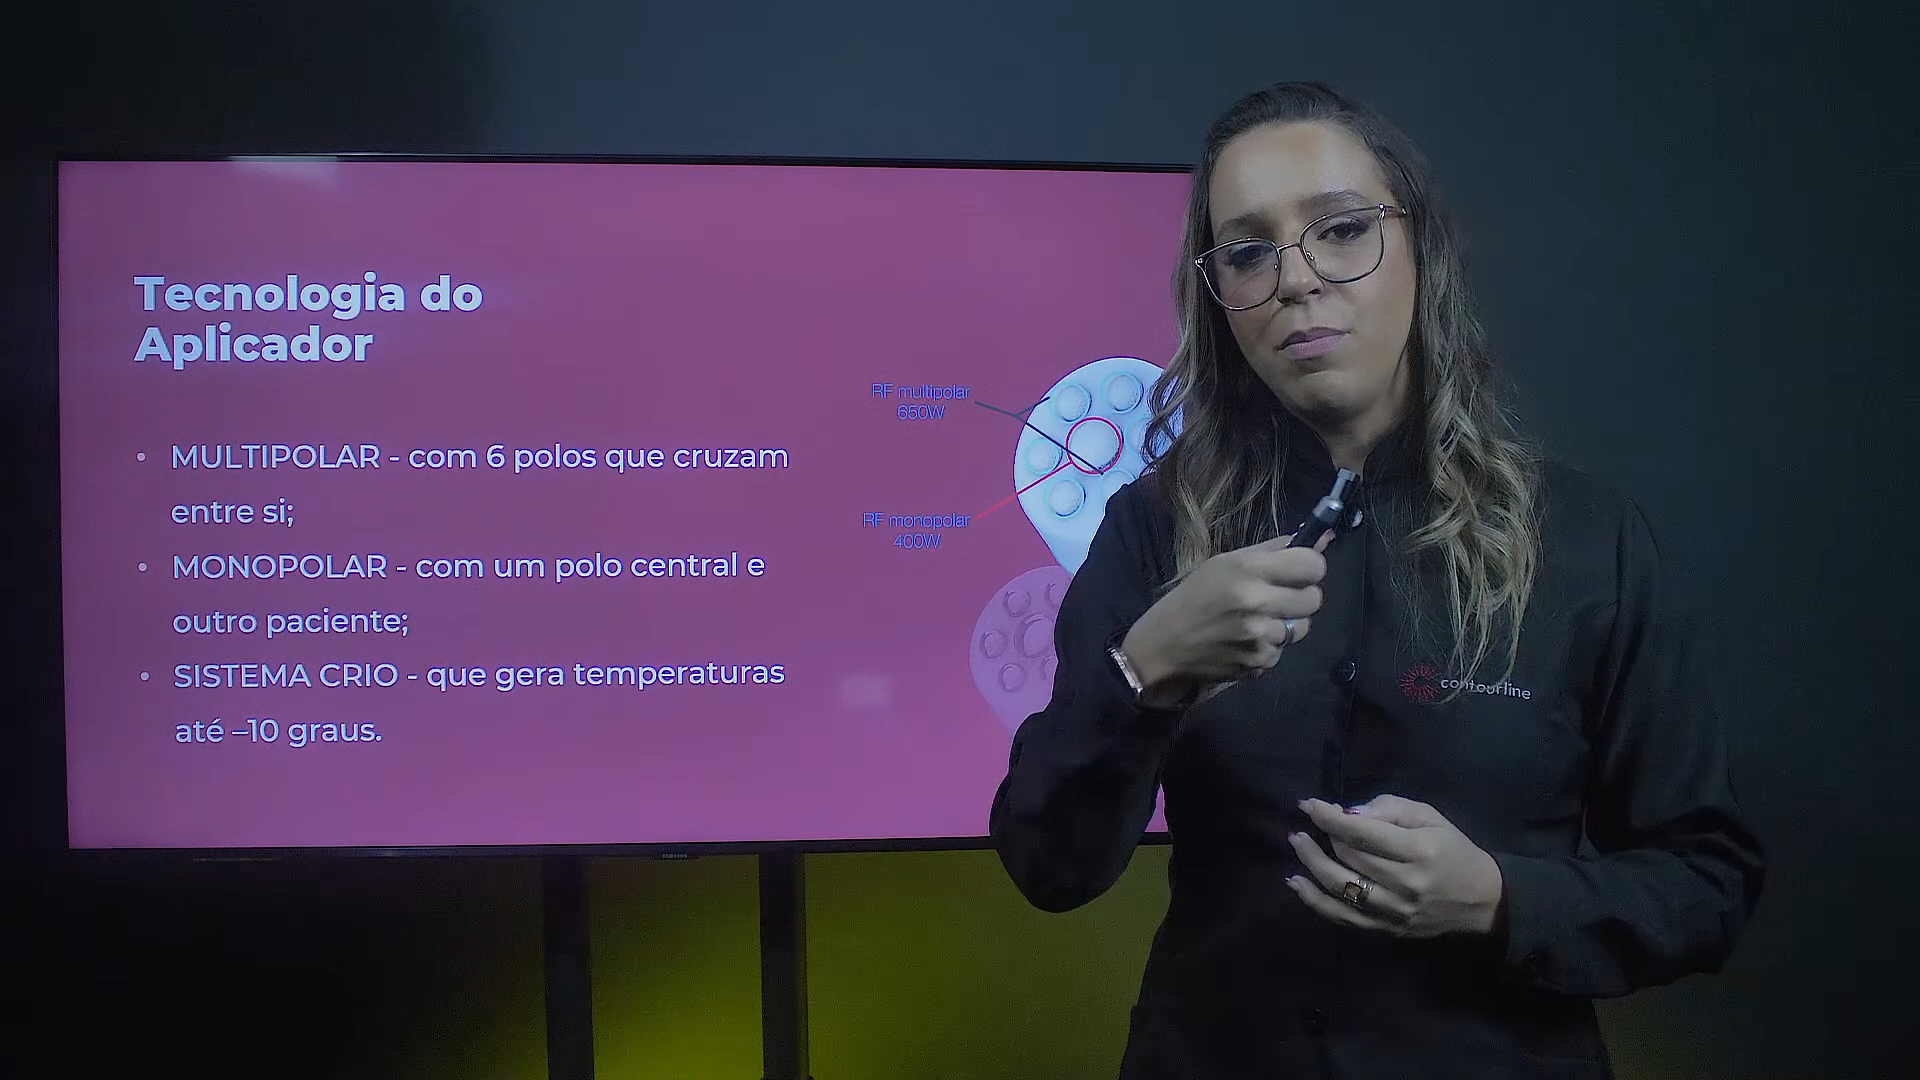 Tecnologia do
Aplicador
• MULTIPOLAR - com 6 polos que cruzam
entre si;
• MONOPOLAR - com um polo central e
outro paciente;
• SISTEMA CRIO - que gera temperaturas
até –10 graus.
RF multipolar
650W
RF monopolar
400W
contourline
SAMSUNG